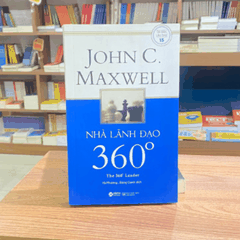 JOHN C.
MAXWELL
NHÀ LÃNH ĐẠO
360°
The 360° Leader